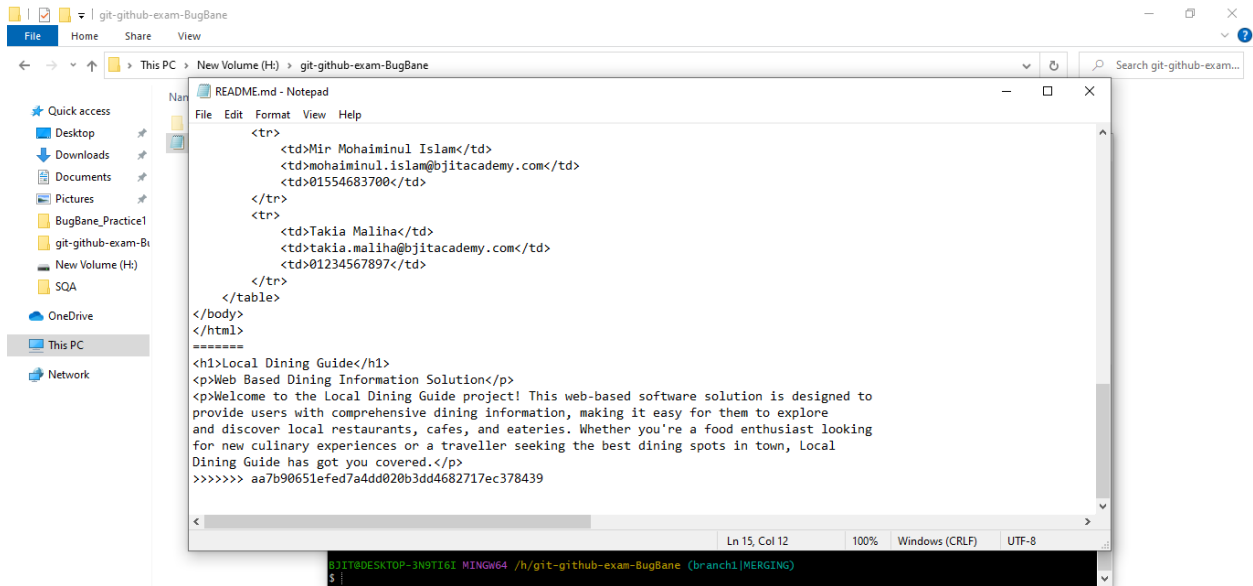 git-github-exam-BugBane
File Home Share View
This PC > New Volume (H:) > git-github-exam-BugBane
Search git-github-exam...
Quick access
Desktop
Downloads
Documents
Pictures
BugBane_Practice1
git-github-exam-Bu
New Volume (H:)
SQA
OneDrive
This PC
Network
Nan
README.md - Notepad
File Edit Format View Help
<tr>
<td>Mir Mohaiminul Islam</td>
<td>mohaiminul.islam@bjitacademy.com</td>
<td>01554683700</td>
</tr>
<tr>
<td>Takia Maliha</td>
<td>takia.maliha@bjitacademy.com</td>
<td>01234567897</td>
</tr>
</table>
</body>
</html>
=======
<h1>Local Dining Guide</h1>
<p>Web Based Dining Information Solution</p>
<p>Welcome to the Local Dining Guide project! This web-based software solution is designed to
provide users with comprehensive dining information, making it easy for them to explore
and discover local restaurants, cafes, and eateries. Whether you're a food enthusiast looking
for new culinary experiences or a traveller seeking the best dining spots in town, Local
Dining Guide has got you covered.</p>
>>>>>>> aa7b90651efed7a4dd020b3dd4682717ec378439
Ln 15, Col 12 100% Windows (CRLF) UTF-8
BJIT@DESKTOP-3N9TI6I MINGW64 /h/git-github-exam-BugBane (branch1|MERGING)
$